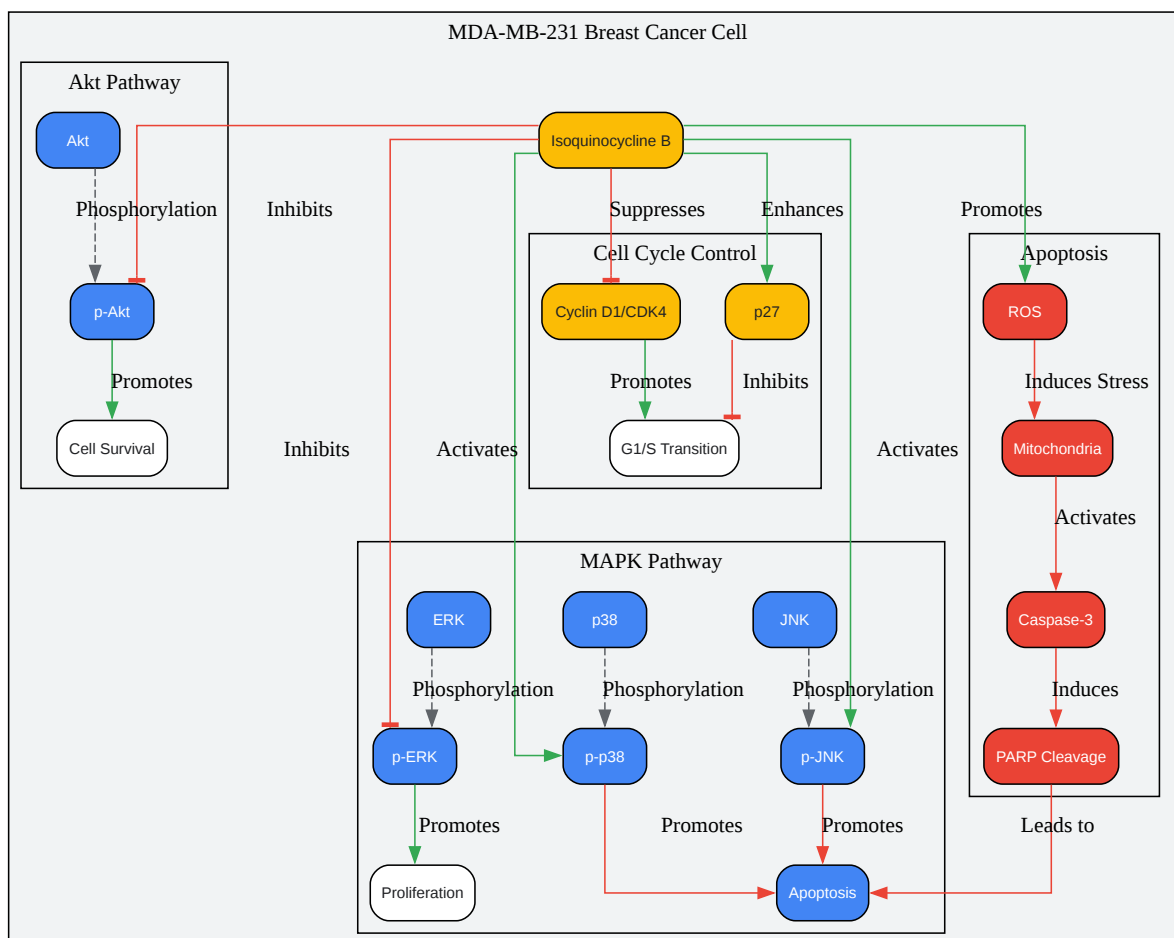 MDA-MB-231 Breast Cancer Cell
Akt Pathway
Akt
Isoquinocycline B
Phosphorylation
Inhibits
Suppresses
Enhances
Promotes
Cell Cycle Control
Apoptosis
p-Akt
Cyclin D1/CDK4
p27
ROS
Promotes
Promotes
Inhibits
Induces Stress
Cell Survival
Inhibits
Activates
G1/S Transition
Activates
Mitochondria
Activates
MAPK Pathway
ERK
p38
JNK
Caspase-3
Phosphorylation
Phosphorylation
Phosphorylation
Induces
p-ERK
p-p38
p-JNK
PARP Cleavage
Promotes
Promotes
Promotes
Leads to
Proliferation
Apoptosis